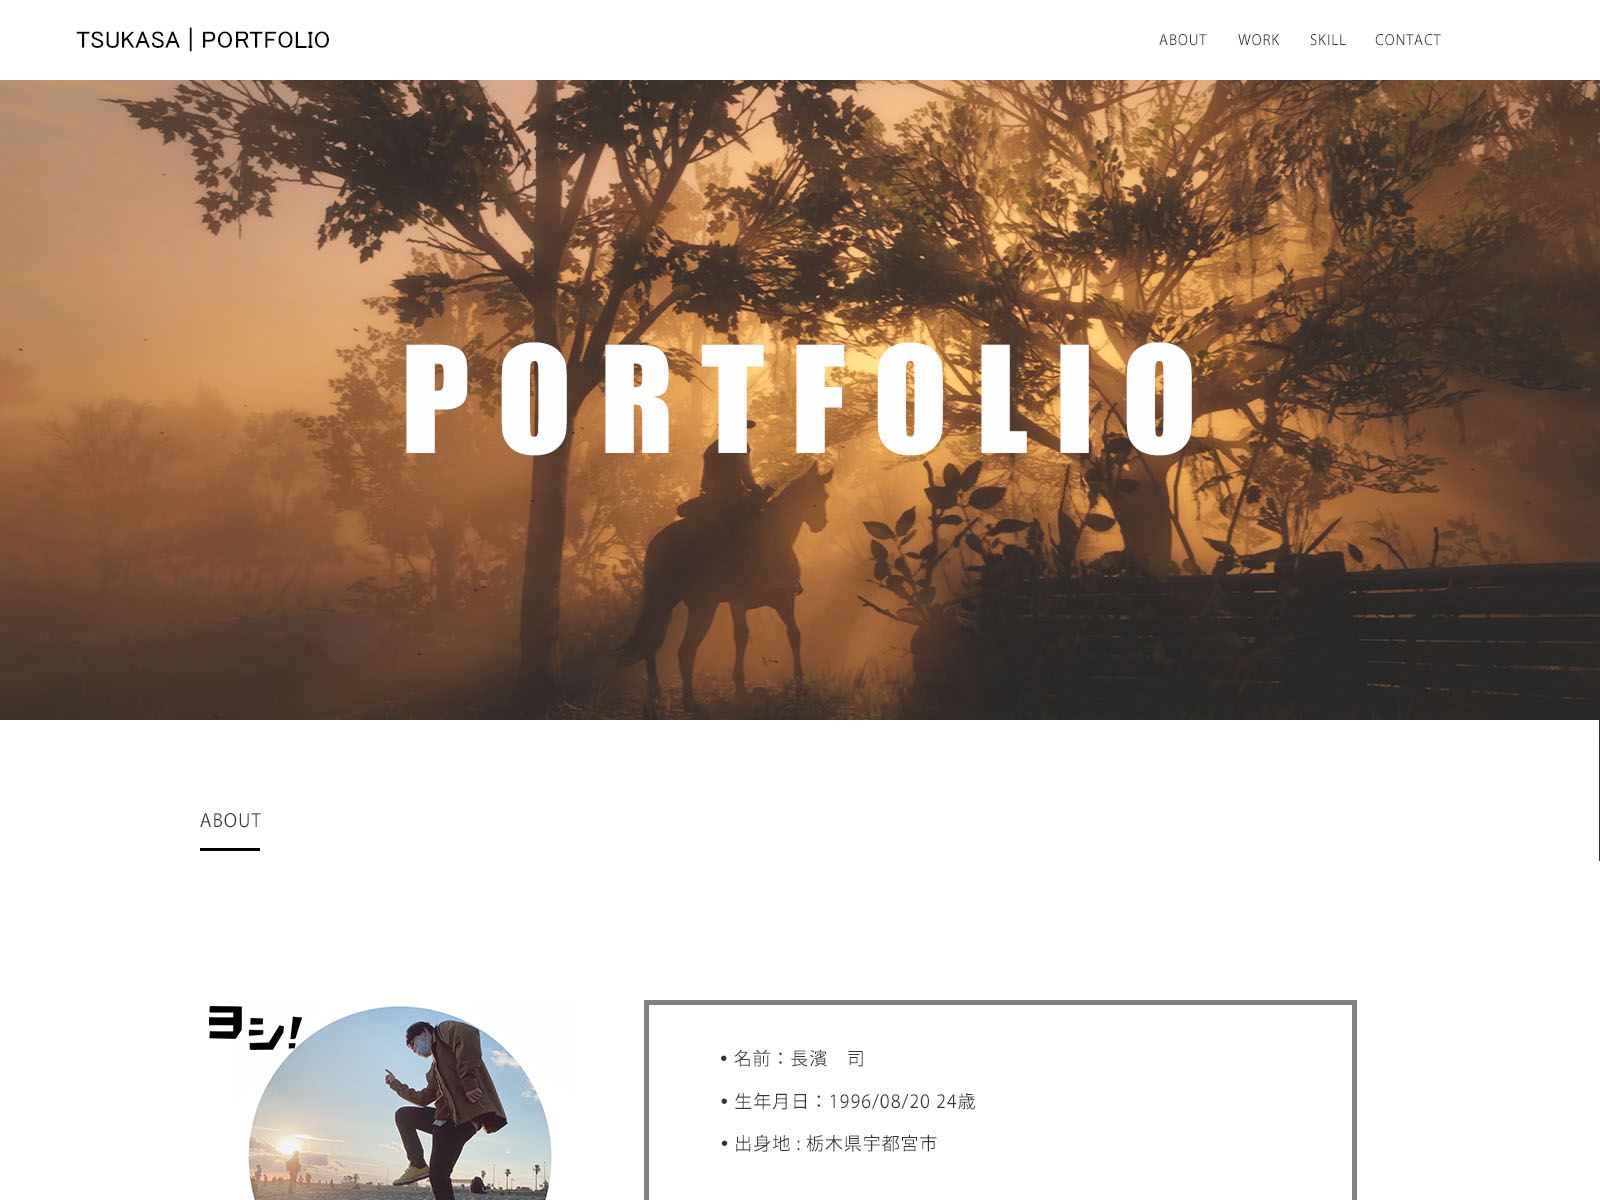 TSUKASA | PORTFOLIO
ABOUT WORK SKILL CONTACT
PORTFOLIO
ABOUT
ヨシ!
• 名前：長濱　司
• 生年月日：1996/08/20 24歳
• 出身地 : 栃木県宇都宮市